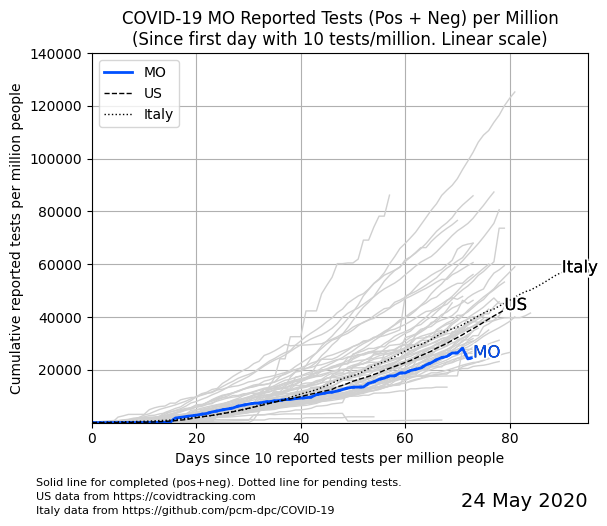 COVID-19 MO Reported Tests (Pos + Neg) per Million
(Since first day with 10 tests/million. Linear scale)
Cumulative reported tests per million people
140000
120000
100000
80000
60000
40000
20000
MO
US
Italy
Italy
US
MO
0 20 40 60 80
Days since 10 reported tests per million people
Solid line for completed (pos+neg). Dotted line for pending tests.
US data from https://covidtracking.com
Italy data from https://github.com/pcm-dpc/COVID-19
24 May 2020